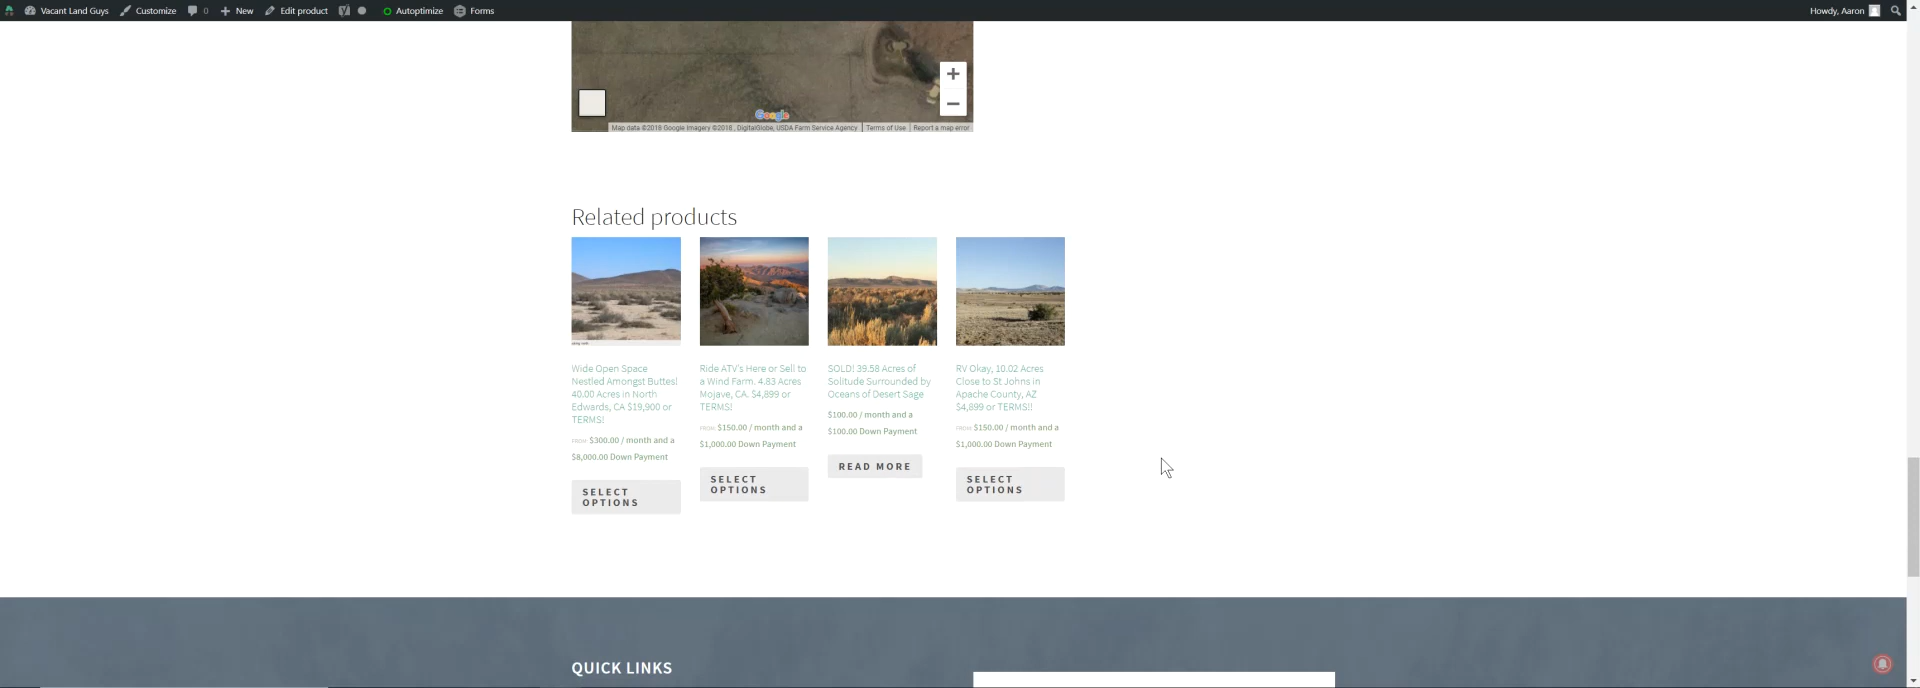 Vacant Land Guys Customize 0 New Edit product Autoptimize Forms Howdy, Aaron
Google
Map data ©2018 Google Imagery ©2018 , DigitalGlobe, USDA Farm Service Agency Terms of Use Report a map error
Related products
Wide Open Space
Nestled Amongst Buttes!
40.00 Acres in North
Edwards, CA $19,900 or
TERMS!
FROM: $300.00 / month and a
$8,000.00 Down Payment
SELECT
OPTIONS
Ride ATV's Here or Sell to
a Wind Farm. 4.83 Acres
Mojave, CA. $4,899 or
TERMS!
FROM: $150.00 / month and a
$1,000.00 Down Payment
SELECT
OPTIONS
SOLD! 39.58 Acres of
Solitude Surrounded by
Oceans of Desert Sage
$100.00 / month and a
$100.00 Down Payment
READ MORE
RV Okay, 10.02 Acres
Close to St Johns in
Apache County, AZ
$4,899 or TERMS!!
FROM: $150.00 / month and a
$1,000.00 Down Payment
SELECT
OPTIONS
QUICK LINKS